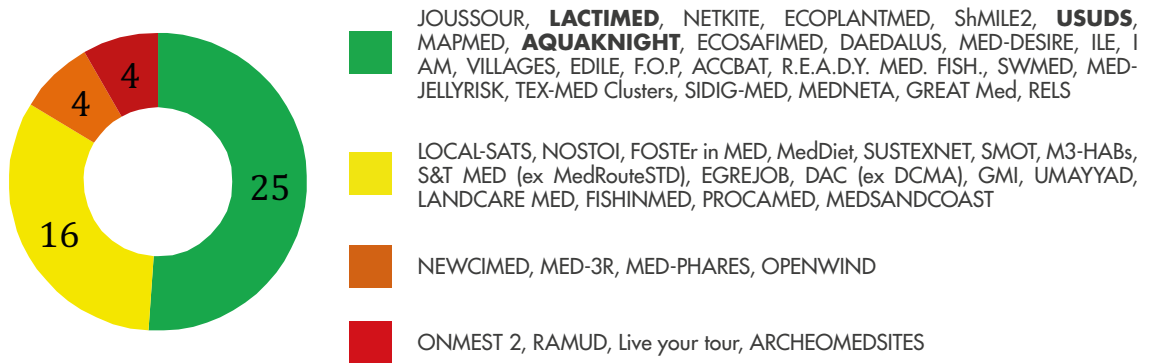 JOUSSOUR, LACTIMED, NETKITE, ECOPLANTMED, ShMILE2, USUDS,
MAPMED, AQUAKNIGHT, ECOSAFIMED, DAEDALUS, MED-DESIRE, ILE, I
AM, VILLAGES, EDILE, F.O.P, ACCBAT, R.E.A.D.Y. MED. FISH., SWMED, MED-
JELLYRISK, TEX-MED Clusters, SIDIG-MED, MEDNETA, GREAT Med, RELS
4
4
25
16
LOCAL-SATS, NOSTOI, FOSTEr in MED, MedDiet, SUSTEXNET, SMOT, M3-HABs,
S&T MED (ex MedRouteSTD), EGREJOB, DAC (ex DCMA), GMI, UMAYYAD,
LANDCARE MED, FISHINMED, PROCAMED, MEDSANDCOAST
NEWCIMED, MED-3R, MED-PHARES, OPENWIND
ONMEST 2, RAMUD, Live your tour, ARCHEOMEDSITES